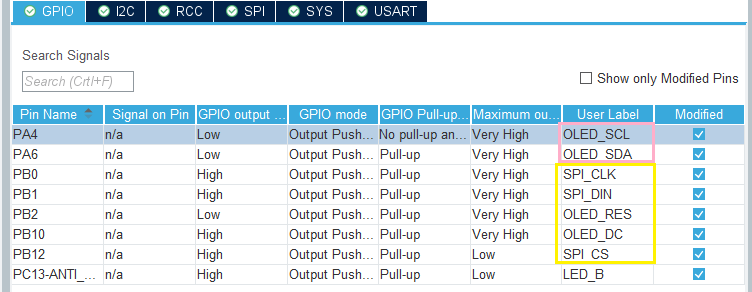 GPIO I2C RCC SPI SYS USART
Search Signals
Search (CrtI+F)
Show only Modified Pins
Pin Name Signal on Pin GPIO output ... GPIO mode GPIO Pull-up... Maximum ou... User Label Modified
PA4 n/a Low Output Push... No pull-up an... Very High OLED_SCL
PA6 n/a Low Output Push... Pull-up Very High OLED_SDA
PB0 n/a High Output Push... Pull-up Very High SPI_CLK
PB1 n/a High Output Push... Pull-up Very High SPI_DIN
PB2 n/a Low Output Push... Pull-up Very High OLED_RES
PB10 n/a High Output Push... Pull-up Very High OLED_DC
PB12 n/a High Output Push... Pull-up Low SPI_CS
PC13-ANTI_... n/a High Output Push... Pull-up Low LED_B